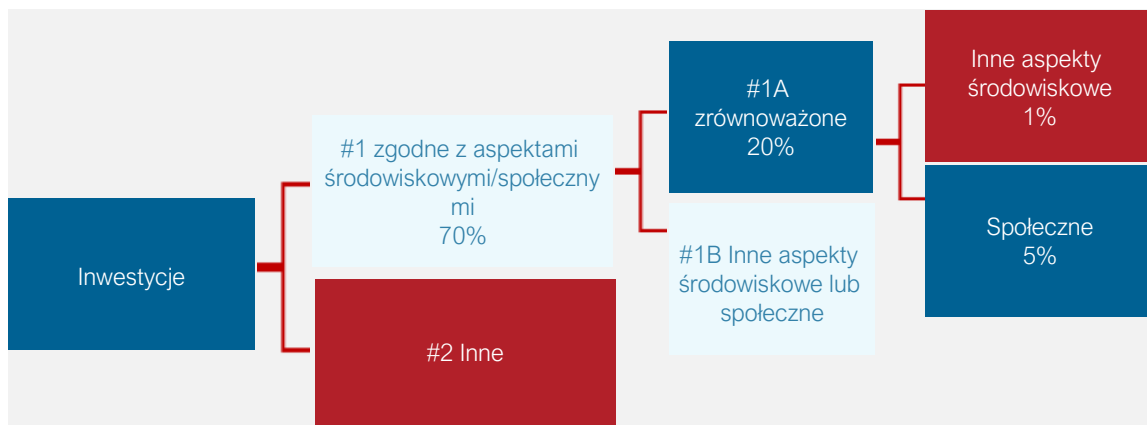 Inwestycje
#1 zgodne z aspektami
środowiskowymi/społeczny
mi
70%
#2 Inne
#1A
zrównoważone
20%
#1B Inne aspekty
środowiskowe lub
społeczne
Inne aspekty
środowiskowe
1%
Społeczne
5%